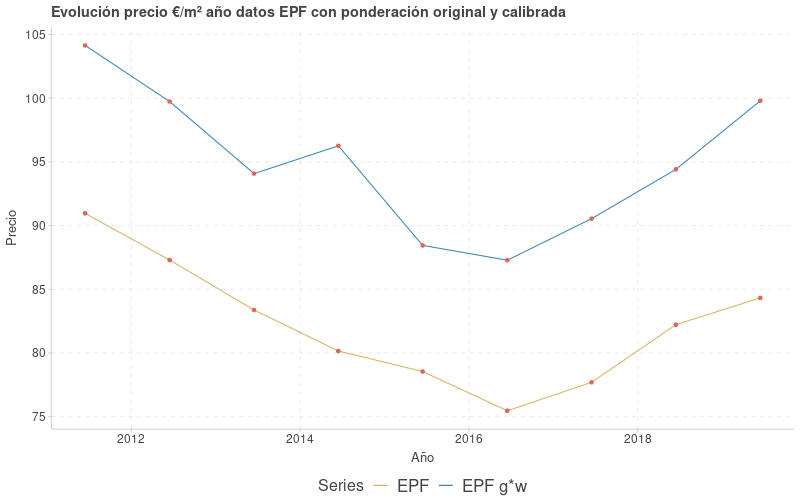 Evolución precio €/m² año datos EPF con ponderación original y calibrada
105
100
95
90
85
80
75
Precio
2012 2014 2016 2018
Año
Series EPF EPF g*w